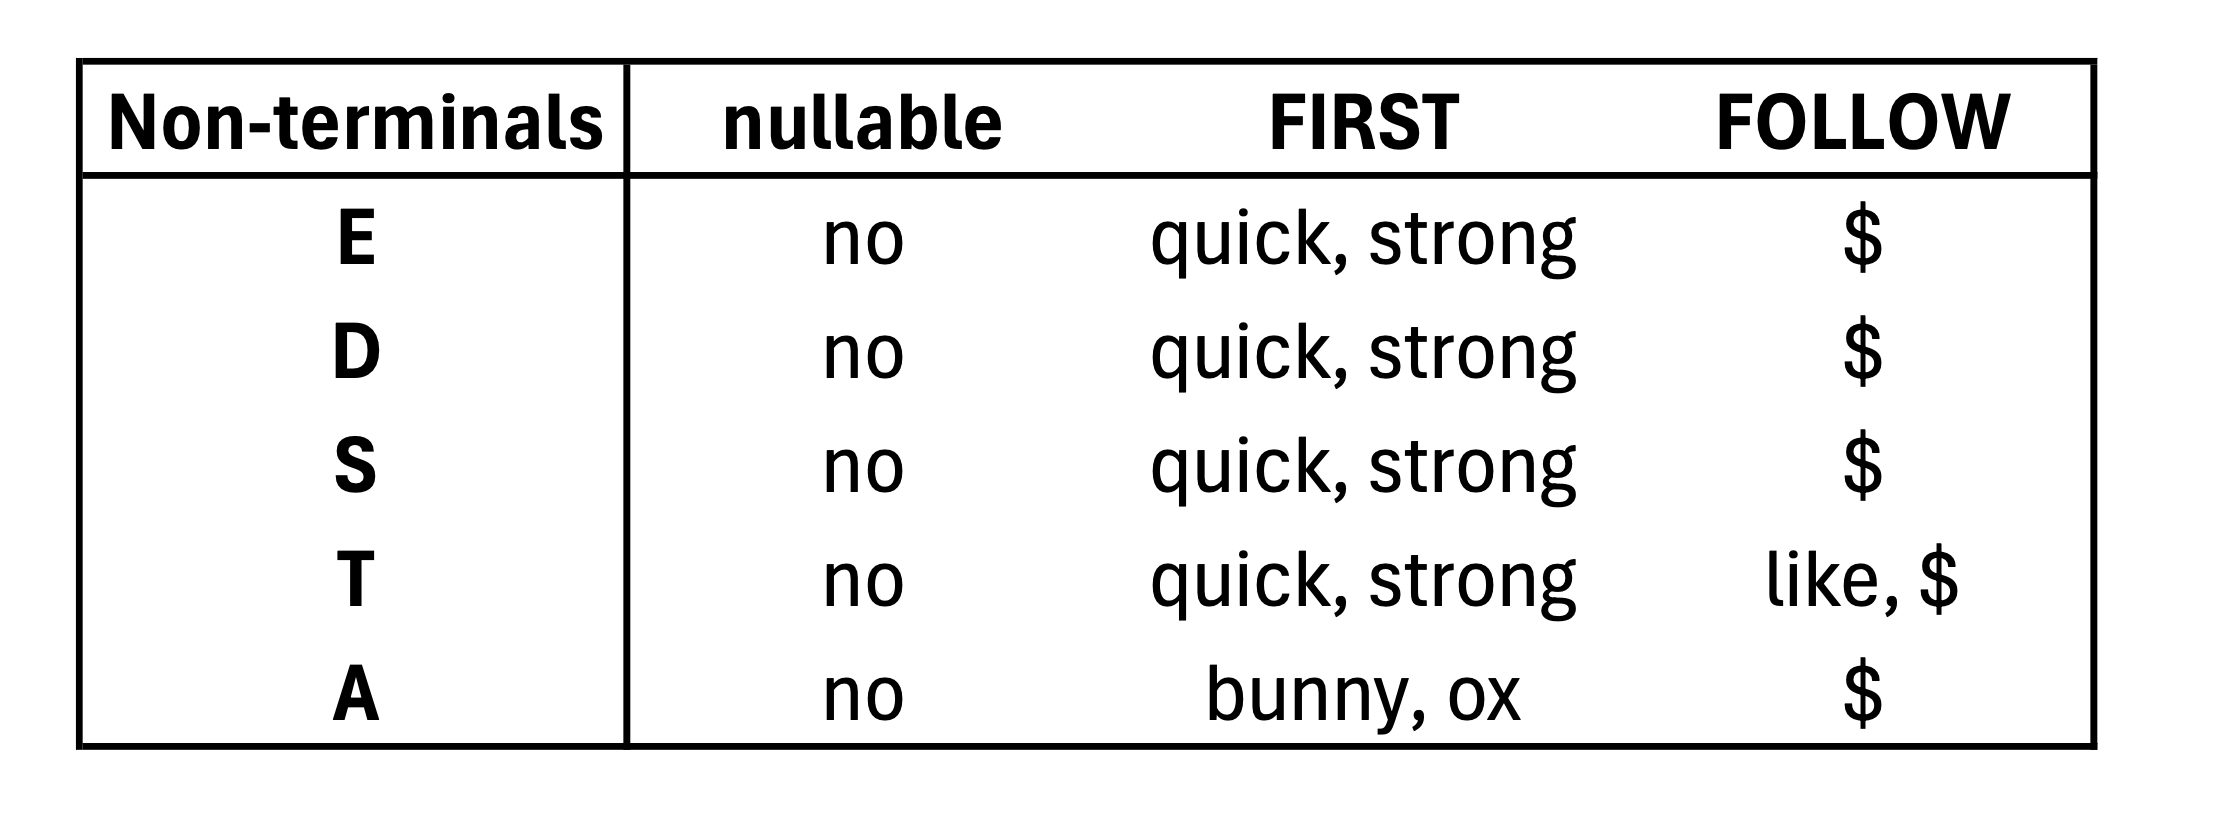 Non-terminals nullable FIRST FOLLOW
E no quick, strong $
D no quick, strong $
S no quick, strong $
T no quick, strong like, $
A no bunny, ox $